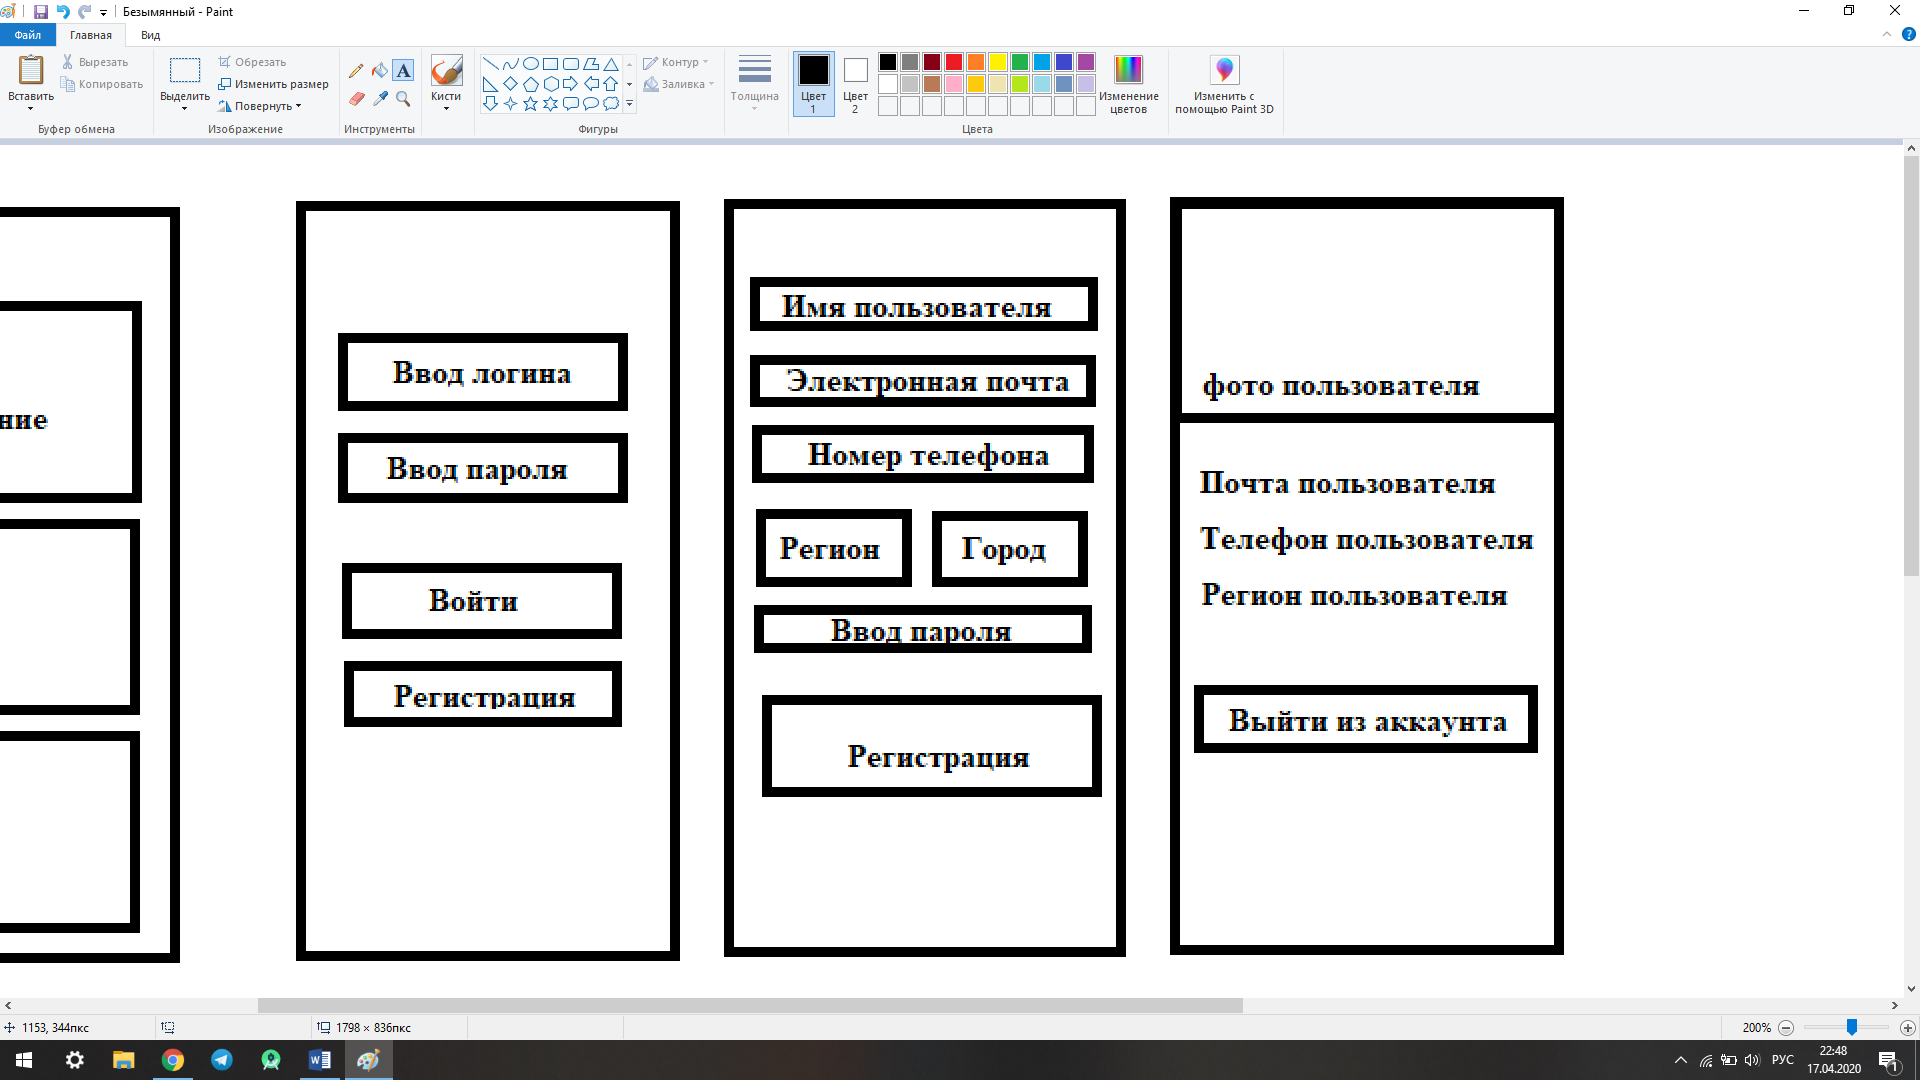 Безымянный - Paint
Файл Главная Вид
Вставить
Вырезать
Копировать
Буфер обмена
Выделить
Обрезать
Изменить размер
Повернуть
Изображение
A
Инструменты
Кисти
Контур
Заливка
Фигуры
Толщина
Цвет 1
Цвет 2
Изменение цветов
Цвета
Изменить с помощью Paint 3D
ние
Ввод логина
Ввод пароля
Войти
Регистрация
Имя пользователя
Электронная почта
Номер телефона
Регион Город
Ввод пароля
Регистрация
фото пользователя
Почта пользователя
Телефон пользователя
Регион пользователя
Выйти из аккаунта
1153, 344пкс
1798 × 836пкс
200%
РУС
22:48
17.04.2020
1